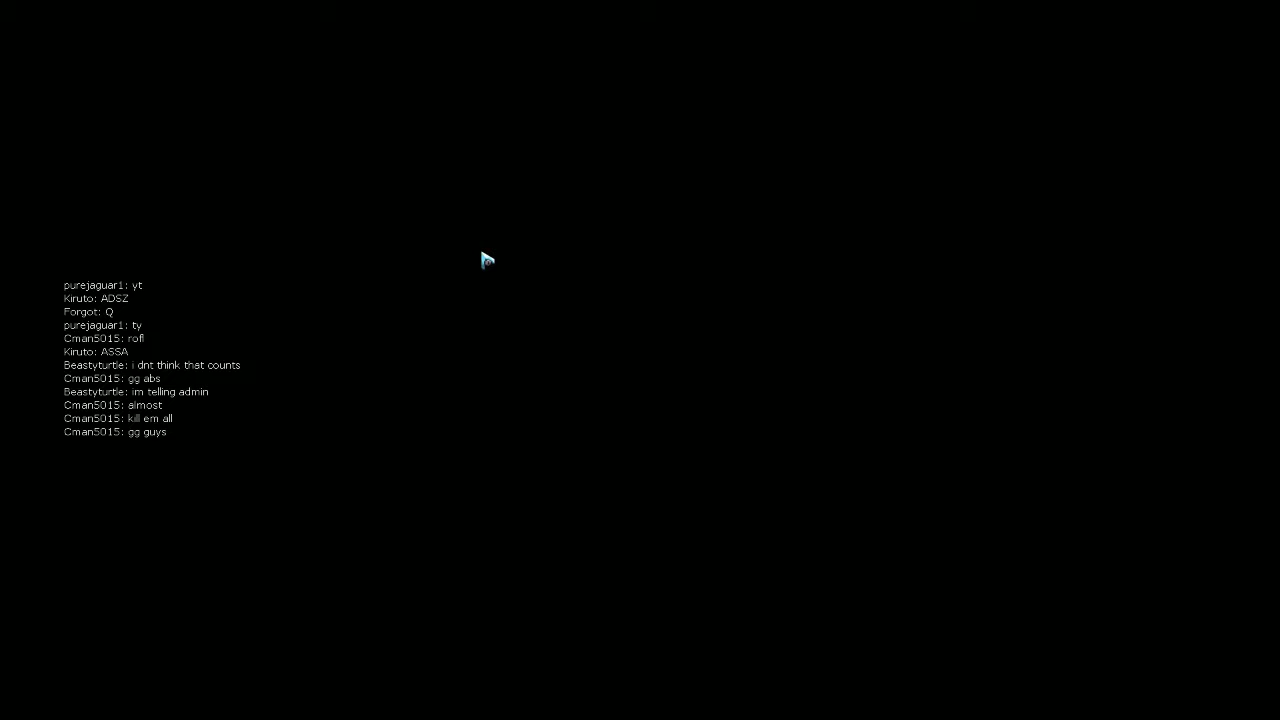 purejaguar1: yt
Kiruto: ADSZ
Forgot: Q
purejaguar1: ty
Cman5015: rofl
Kiruto: ASSA
Beastyturtle: i dnt think that counts
Cman5015: gg abs
Beastyturtle: im telling admin
Cman5015: almost
Cman5015: kill em all
Cman5015: gg guys